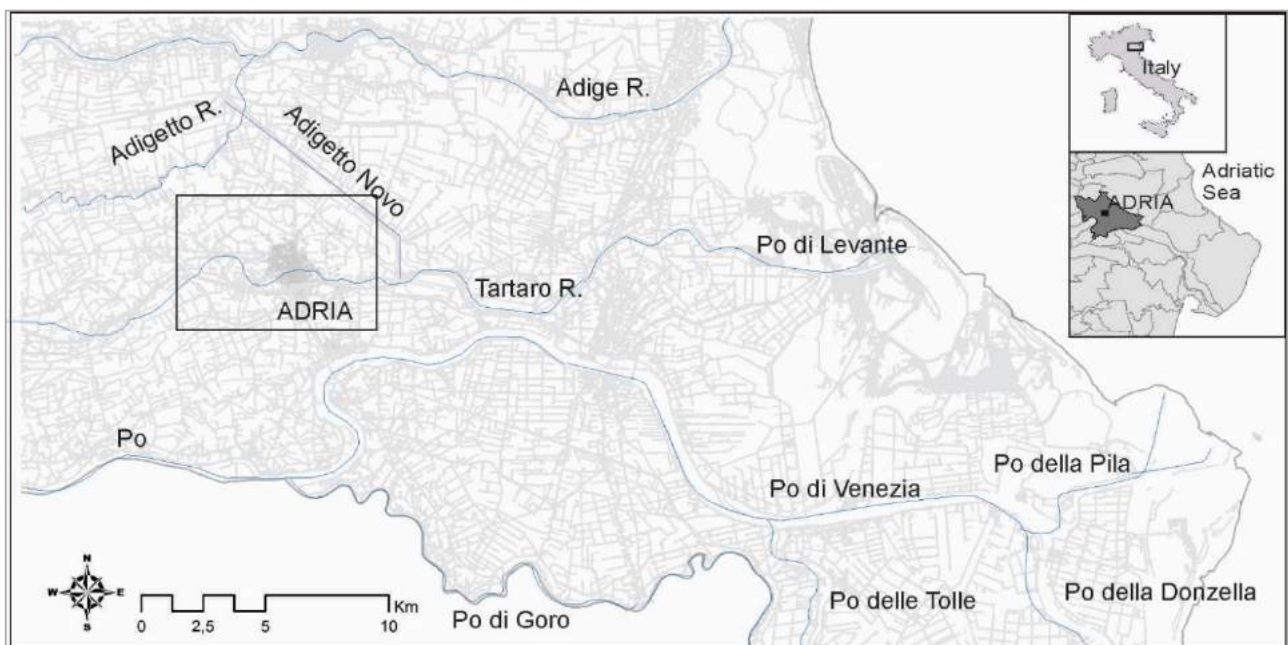 Italy
Adige R.
Adigetto R.
Adigetto Novo
Adriatic
Sea
ADRIA
Po di Levante
Tartaro R.
ADRIA
Po
Po della Pila
Po di Venezia
N
W
E
S
Km
0
2,5
5
10
Po di Goro
Po delle Tolle
Po della Donzella